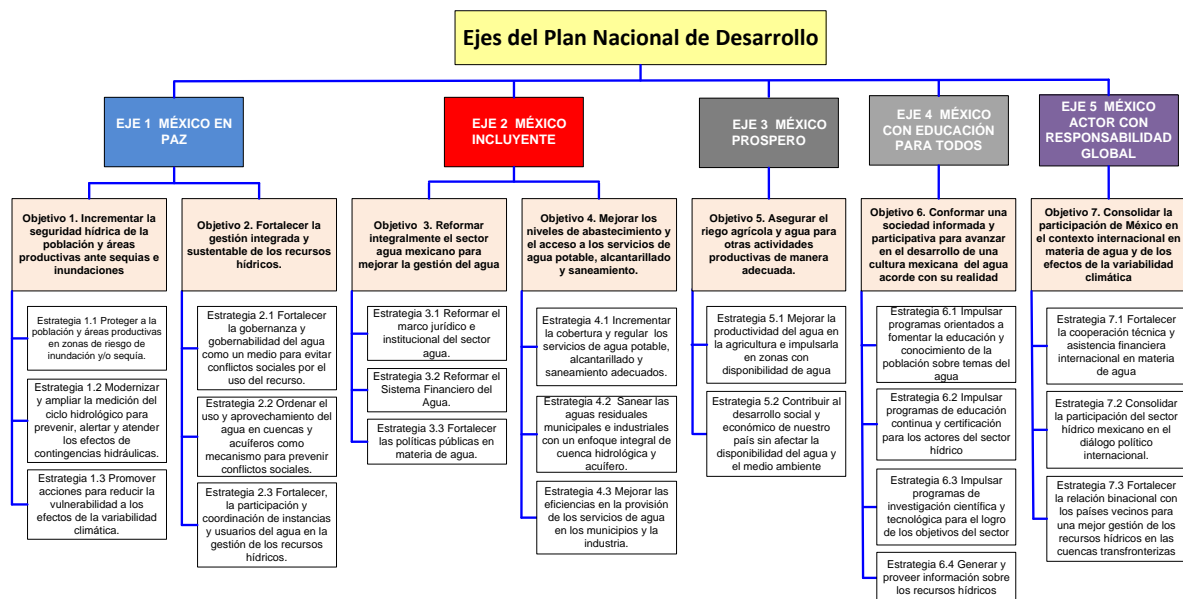 Ejes del Plan Nacional de Desarrollo
EJE 1  MÉXICO EN
PAZ
EJE 2  MÉXICO
INCLUYENTE
EJE 3  MÉXICO
PROSPERO
EJE 4  MÉXICO
CON EDUCACIÓN
PARA TODOS
EJE 5  MÉXICO
ACTOR CON
RESPONSABILIDAD
GLOBAL
Objetivo 1. Incrementar la
seguridad hídrica de la
población y áreas
productivas ante sequias e
inundaciones
Estrategia 1.1 Proteger a la
población y áreas productivas
en zonas de riesgo de
inundación y/o sequía.
Estrategia 1.2 Modernizar
y ampliar la medición del
ciclo hidrológico para
prevenir, alertar y atender
los efectos de
contingencias hidráulicas.
Estrategia 1.3 Promover
acciones para reducir la
vulnerabilidad a los
efectos de la variabilidad
climática.
Objetivo 2. Fortalecer la
gestión integrada y
sustentable de los recursos
hídricos.
Estrategia 2.1 Fortalecer
la gobernanza y
gobernabilidad del agua
como un medio para evitar
conflictos sociales por el
uso del recurso.
Estrategia 2.2 Ordenar el
uso y aprovechamiento del
agua en cuencas y
acuíferos como
mecanismo para prevenir
conflictos sociales.
Estrategia 2.3 Fortalecer,
la participación y
coordinación de instancias
y usuarios del agua en la
gestión de los recursos
hídricos.
Objetivo  3. Reformar
integralmente el sector
agua mexicano para
mejorar la gestión del agua
Estrategia 3.1 Reformar el
marco jurídico e
institucional del sector
agua.
Estrategia 3.2 Reformar el
Sistema Financiero del
Agua.
Estrategia 3.3 Fortalecer
las políticas públicas en
materia de agua.
Objetivo 4. Mejorar los
niveles de abastecimiento y
el acceso a los servicios de
agua potable, alcantarillado y
saneamiento.
Estrategia 4.1 Incrementar
la cobertura y regular  los
servicios de agua potable,
alcantarillado y
saneamiento adecuados.
Estrategia 4.2  Sanear las
aguas residuales
municipales e industriales
con un enfoque integral de
cuenca hidrológica y
acuífero.
Estrategia 4.3 Mejorar las
eficiencias en la provisión
de los servicios de agua
en los municipios y la
industria.
Objetivo 5. Asegurar el
riego agrícola y agua para
otras actividades
productivas de manera
adecuada.
Estrategia 5.1 Mejorar la
productividad del agua en
la agricultura e impulsarla
en zonas con
disponibilidad de agua
Estrategia 5.2 Contribuir al
desarrollo social y
económico de nuestro
país sin afectar la
disponibilidad del agua y
el medio ambiente
Objetivo 6. Conformar una
sociedad informada y
participativa para avanzar
en el desarrollo de una
cultura mexicana  del agua
acorde con su realidad
Estrategia 6.1 Impulsar
programas orientados a
fomentar la educación y
conocimiento de la
población sobre temas del
agua
Estrategia 6.2 Impulsar
programas de educación
continua y certificación
para los actores del sector
hídrico
Estrategia 6.3 Impulsar
programas de
investigación científica y
tecnológica para el logro
de los objetivos del sector
Estrategia 6.4 Generar y
proveer información sobre
los recursos hídricos
Objetivo 7. Consolidar la
participación de México en
el contexto internacional en
materia de agua y de los
efectos de la variabilidad
climática
Estrategia 7.1 Fortalecer
la cooperación técnica y
asistencia financiera
internacional en materia
de agua
Estrategia 7.2 Consolidar
la participación del sector
hídrico mexicano en el
diálogo político
internacional.
Estrategia 7.3 Fortalecer
la relación binacional con
los países vecinos para
una mejor gestión de los
recursos hídricos en las
cuencas transfronterizas